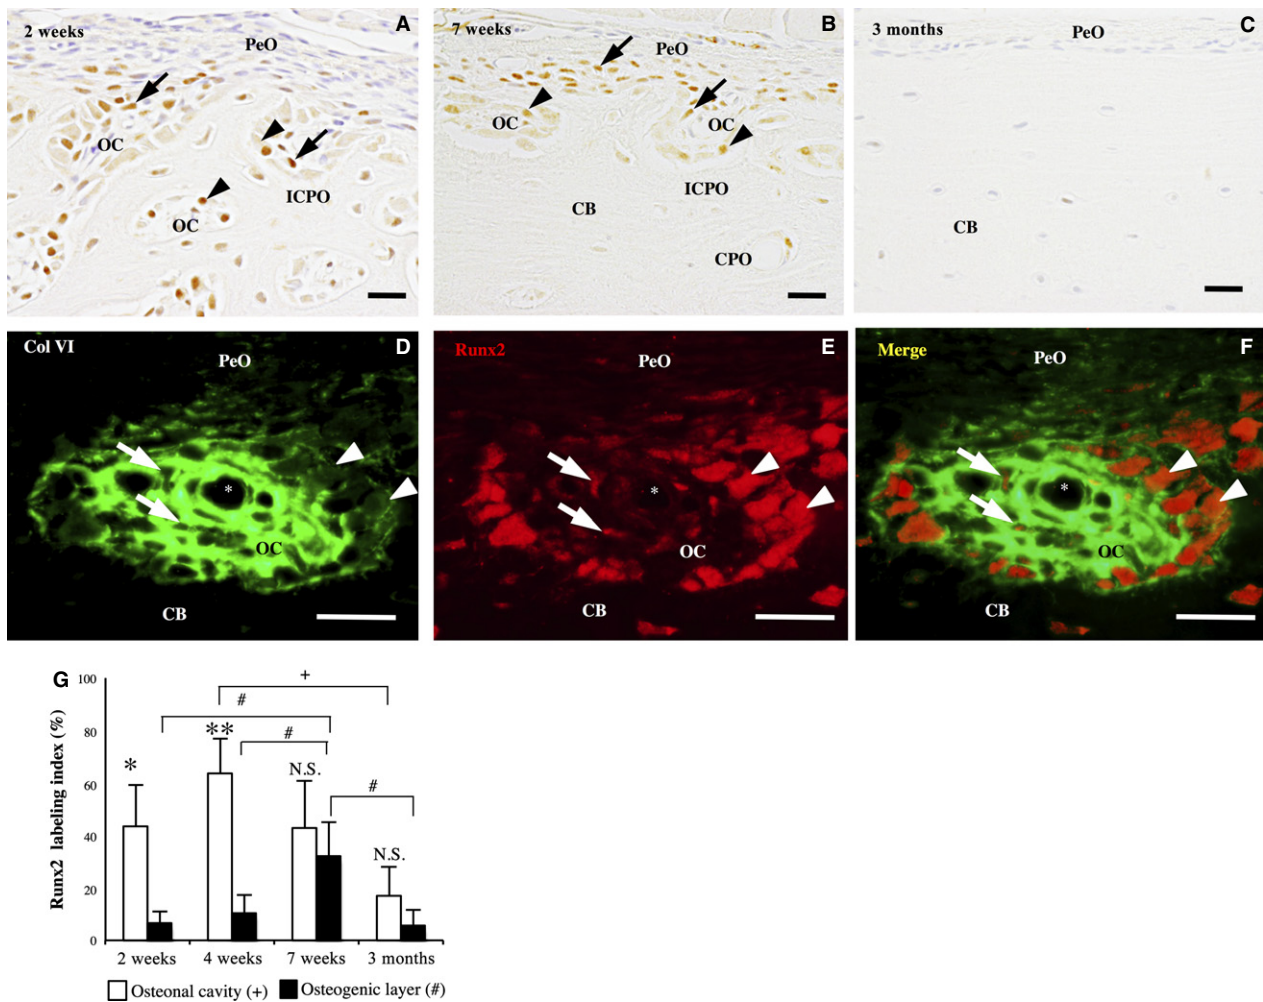 2 weeks
A
PeO
OC
ICPO
OC
7 weeks
B
PeO
OC
OC
ICPO
CB
CPO
3 months
C
PeO
CB
Col VI
D
PeO
*
OC
CB
Runx2
E
PeO
*
OC
CB
Merge
F
PeO
*
OC
CB
G
Runx2 labeling index (%)
100
80
60
40
20
0
+
#
**
#
*
N.S.
#
N.S.
2 weeks 4 weeks 7 weeks 3 months
Osteonal cavity (+) Osteogenic layer (#)